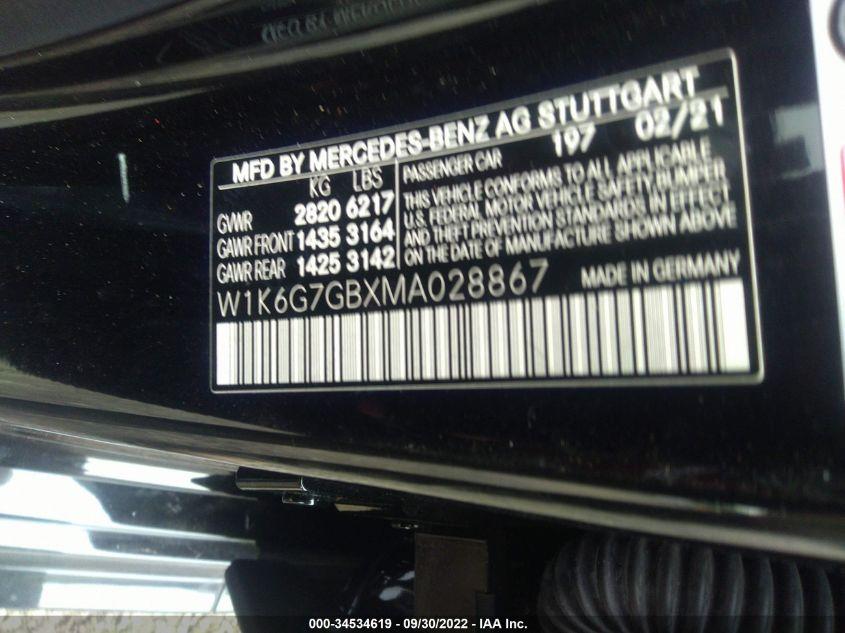 MFD BY MERCEDES-BENZ AG STUTTGART
KG LBS
GVWR 2820 6217
GAWR FRONT 1435 3164
GAWR REAR 1425 3142
197 02/21
PASSENGER CAR
THIS VEHICLE CONFORMS TO ALL APPLICABLE
U.S. FEDERAL MOTOR VEHICLE SAFETY, BUMPER
AND THEFT PREVENTION STANDARDS, IN EFFECT
ON THE DATE OF MANUFACTURE SHOWN ABOVE
W1K6G7GBXMA028867
MADE IN GERMANY
000-34534619 — 09/30/2022 - IAA Inc.